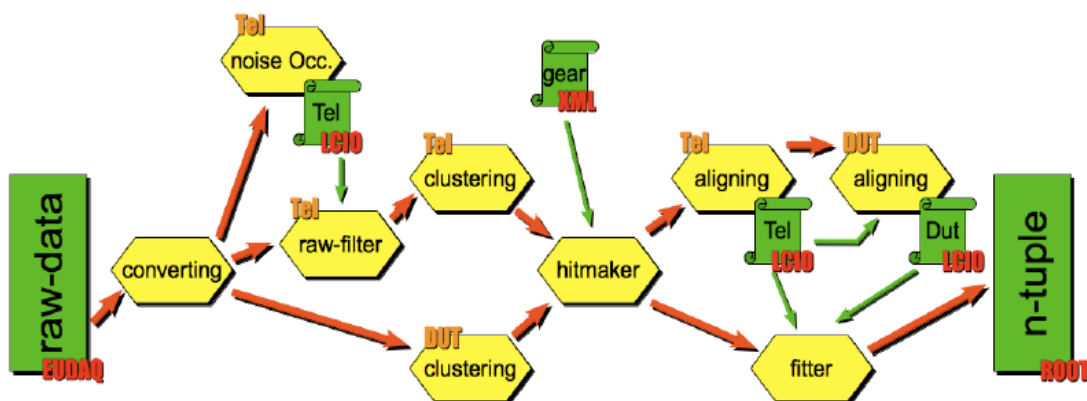 raw-data
EUDAQ
converting
Tel
noise Occ.
Tel
LCIO
Tel
raw-filter
Tel
clustering
DUT
clustering
gear
XML
hitmaker
Tel
aligning
Tel
LCIO
DUT
aligning
Dut
LCIO
fitter
n-tuple
ROOT